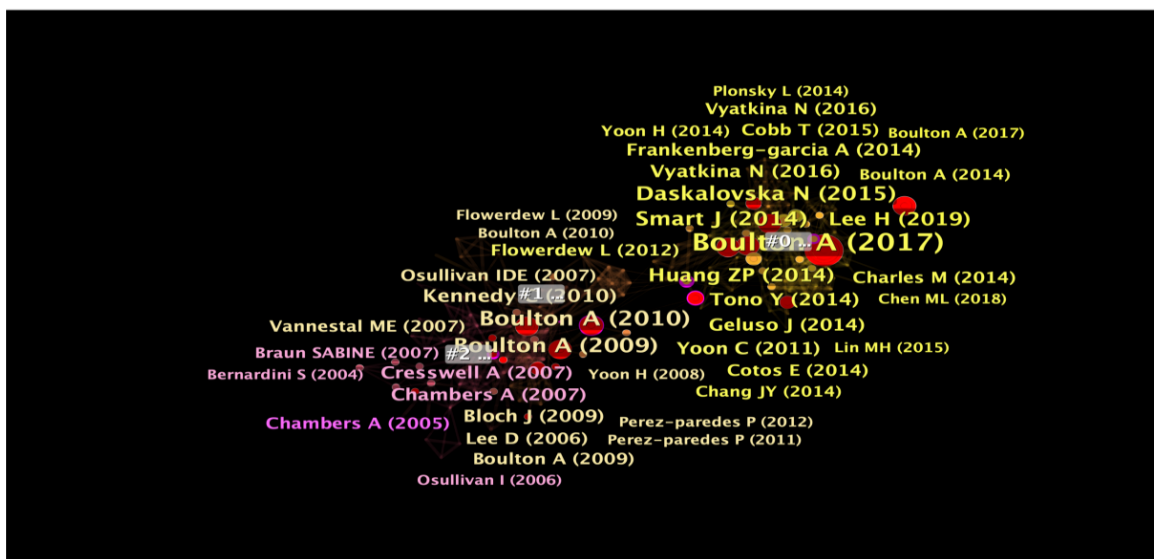 Plonsky L (2014)
Vyatkina N (2016)
Yoon H (2014) Cobb T (2015) Boulton A (2017)
Frankenberg-garcia A (2014)
Vyatkina N (2016) Boulton A (2014)
Daskalovska N (2015)
Flowerdew L (2009) Smart J (2014) Lee H (2019)
Boulton A (2010)
Flowerdew L (2012) #0 ... A (2017)
Osullivan IDE (2007) Huang ZP (2014) Charles M (2014)
Kennedy #1 ... (2010) Tono Y (2014) Chen ML (2018)
Boulton A (2010)
Vannestal ME (2007) Geluso J (2014)
Boulton A (2009)
Braun SABINE (2007) #2 ... Yoon C (2011) Lin MH (2015)
Bernardini S (2004) Cresswell A (2007) Yoon H (2008) Cotos E (2014)
Chambers A (2007) Chang JY (2014)
Chambers A (2005) Bloch J (2009) Perez-paredes P (2012)
Lee D (2006) Perez-paredes P (2011)
Boulton A (2009)
Osullivan I (2006)